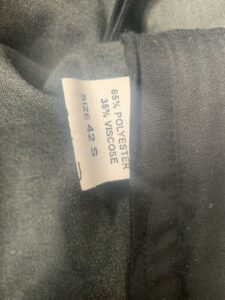 65% POLYESTER
35% VISCOSE
SIZE 42 S